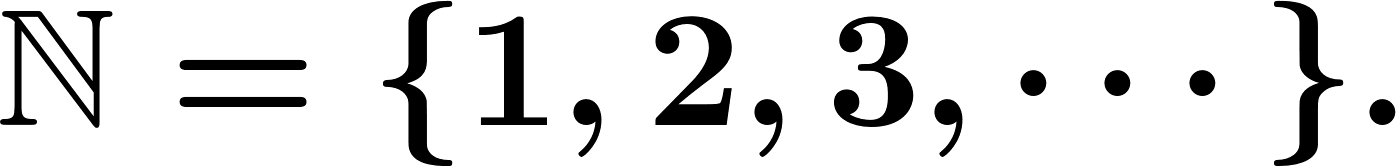 ℕ = {1, 2, 3, ⋯ }.